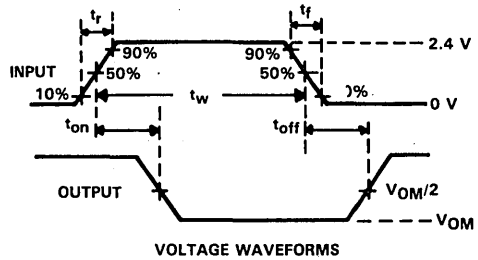 tr
tf
90%
90%
2.4 V
INPUT
50%
50%
10%
0%
tw
0 V
ton
toff
OUTPUT
VOM/2
VOM
VOLTAGE WAVEFORMS